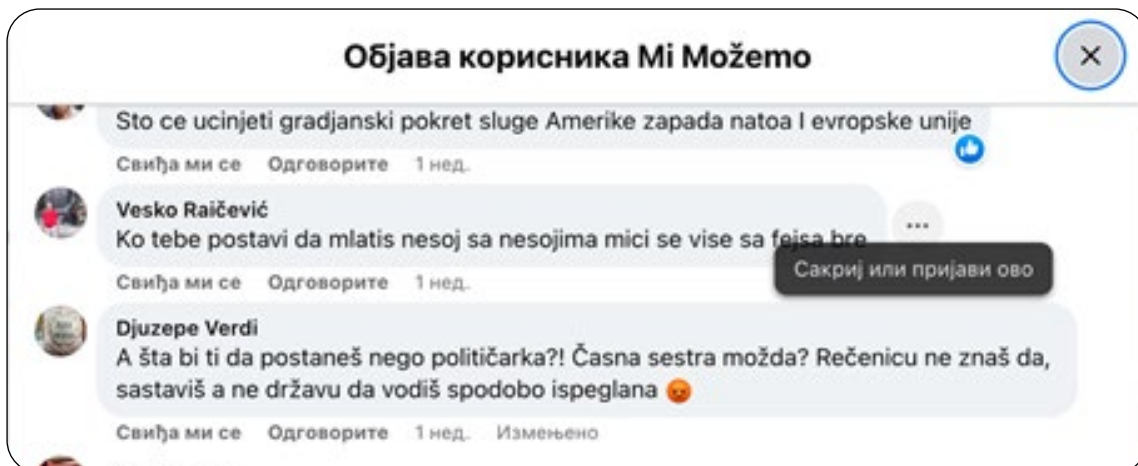 Објава корисника Mi Možemo
Sto ce ucinjeti gradjanski pokret sluge Amerike zapada natoa I evropske unije
Свиђа ми се Одговорите 1 нед.
Vesko Raičević
Ko tebe postavi da mlatis nesoj sa nesojima mici se vise sa fejsa bre
Сакриј или пријави ово
Свиђа ми се Одговорите 1 нед.
Djuzepe Verdi
A šta bi ti da postaneš nego političarka?! Časna sestra možda? Rečenicu ne znaš da,
sastaviš a ne državu da vodiš spodobo ispeglana 😡
Свиђа ми се Одговорите 1 нед. Измењено